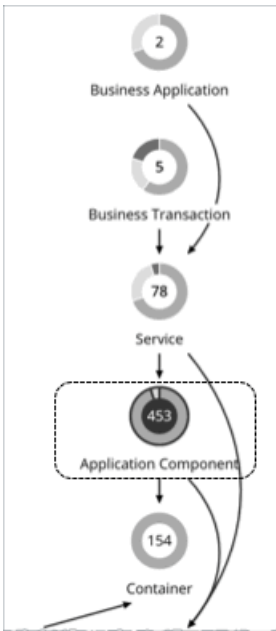 2
Business Application
5
Business Transaction
78
Service
453
Application Component
154
Container